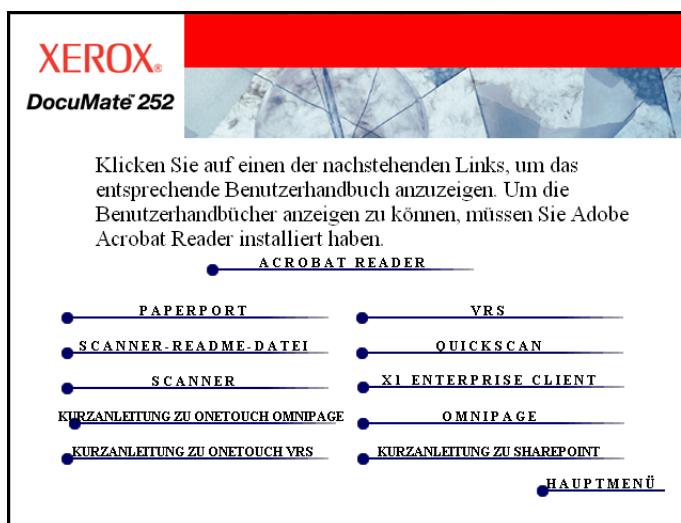 XEROX®
DocuMate™ 252
Klicken Sie auf einen der nachstehenden Links, um das
entsprechende Benutzerhandbuch anzuzeigen. Um die
Benutzerhandbücher anzeigen zu können, müssen Sie Adobe
Acrobat Reader installiert haben.
ACROBAT READER
PAPERPORT
VRS
SCANNER-README-DATEI
QUICKSCAN
SCANNER
X1 ENTERPRISE CLIENT
KURZANLEITUNG ZU ONETOUCH OMNIPAGE
OMNIPAGE
KURZANLEITUNG ZU ONETOUCH VRS
KURZANLEITUNG ZU SHAREPOINT
HAUPTMENÜ